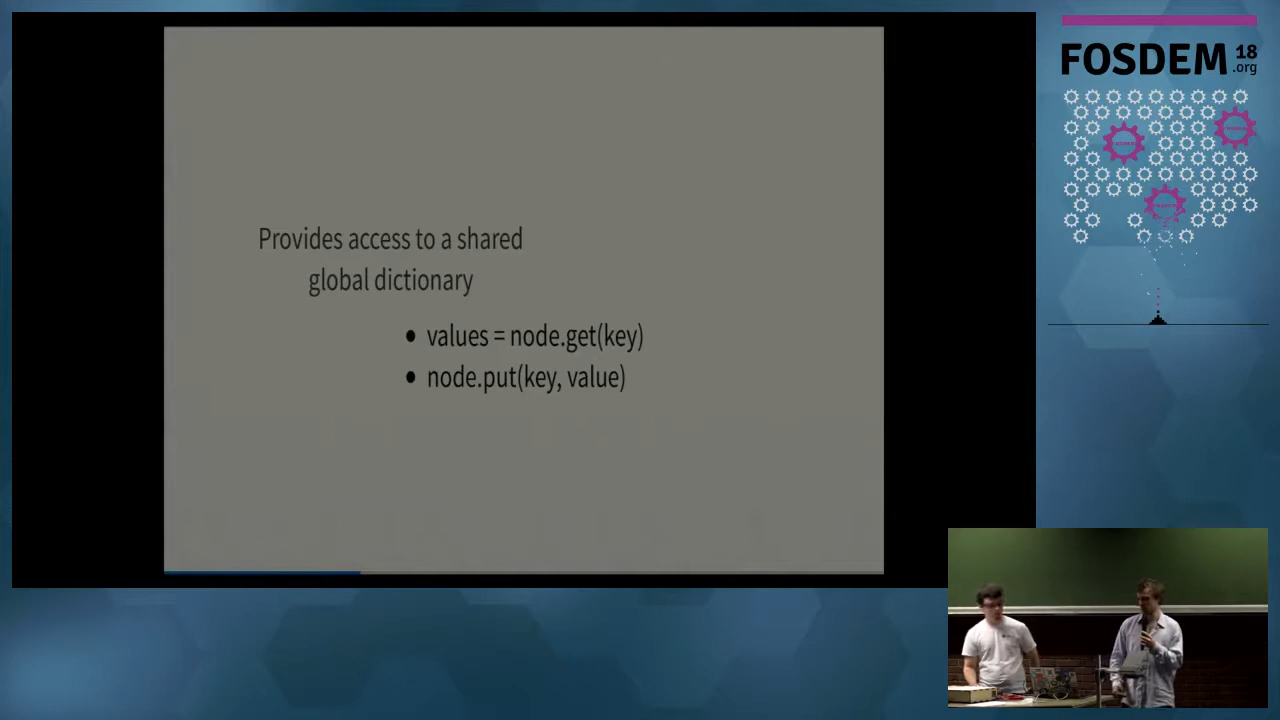 Provides access to a shared
global dictionary
• values = node.get(key)
• node.put(key, value)
FOSDEM 18
.org